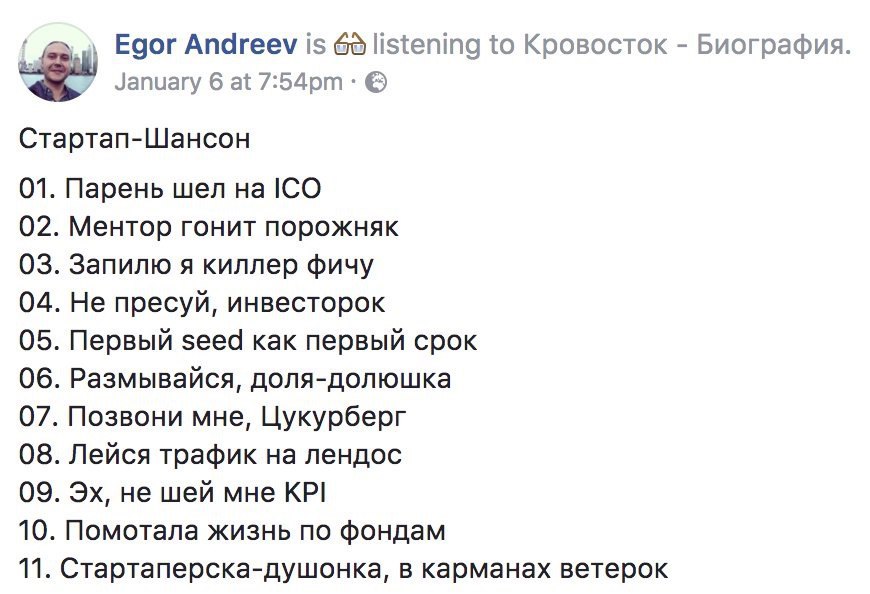 Egor Andreev is listening to Кровосток - Биография.
January 6 at 7:54pm ·
Стартап-Шансон
01. Парень шел на ICO
02. Ментор гонит порожняк
03. Запилю я киллер фичу
04. Не пресуй, инвесторок
05. Первый seed как первый срок
06. Размывайся, доля-долюшка
07. Позвони мне, Цукурберг
08. Лейся трафик на лендос
09. Эх, не шей мне KPI
10. Помотала жизнь по фондам
11. Стартаперска-душонка, в карманах ветерок